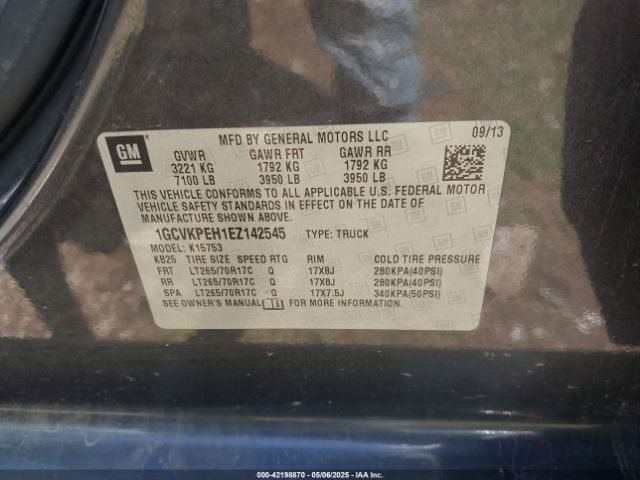 GM
MFD BY GENERAL MOTORS LLC 09/13
GVWR GAWR FRT GAWR RR
3221 KG 1792 KG 1792 KG
7100 LB 3950 LB 3950 LB
THIS VEHICLE CONFORMS TO ALL APPLICABLE U.S. FEDERAL MOTOR
VEHICLE SAFETY STANDARDS IN EFFECT ON THE DATE OF
MANUFACTURE SHOWN ABOVE.
1GCVKPEH1EZ142545 TYPE: TRUCK
MODEL: K15753
KB25 TIRE SIZE SPEED RTG RIM COLD TIRE PRESSURE
FRT LT265/70R17C Q 17X8J 280KPA(40PSI)
RR LT265/70R17C Q 17X8J 280KPA(40PSI)
SPA LT265/70R17C Q 17X7.5J 340KPA(50PSI)
SEE OWNER'S MANUAL FOR MORE INFORMATION.
000-42198870 - 05/06/2025 - IAAI.COM